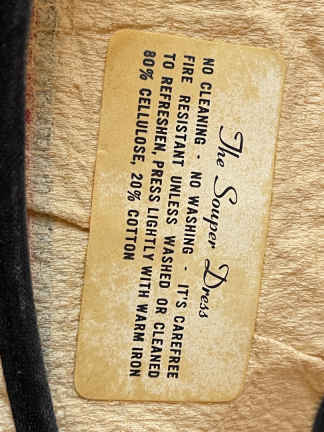 The Souper Dress
NO CLEANING · NO WASHING · IT'S CAREFREE
FIRE RESISTANT UNLESS WASHED OR CLEANED
TO REFRESHEN, PRESS LIGHTLY WITH WARM IRON
80% CELLULOSE, 20% COTTON